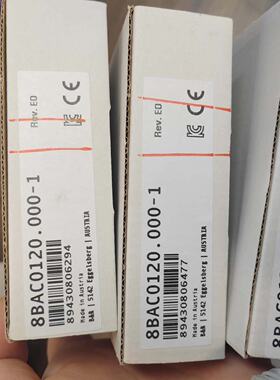 8BAC0120.000-1
Rev. E0
CE
Made in Austria
B&R | 5142 Eggelsberg | AUSTRIA
89430806294
8BAC0120.000-1
Rev. E0
CE
Made in Austria
B&R | 5142 Eggelsberg | AUSTRIA
89430806477